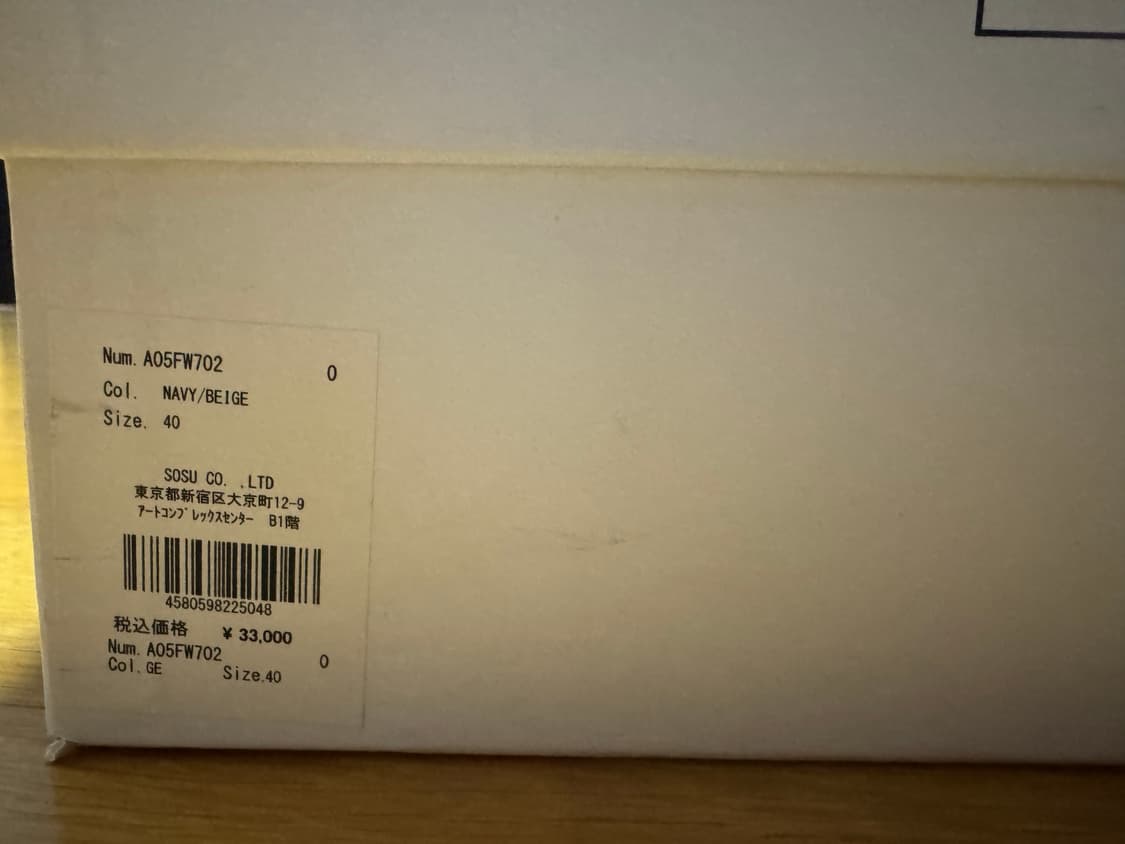 Num. A05FW702 0
Col. NAVY/BEIGE
Size. 40
SOSU CO. ,LTD
東京都新宿区大京町12-9
ｱｰﾄｺﾝﾌﾟﾚｯｸｽｾﾝﾀｰ B1階
4580598225048
税込価格 ¥ 33,000
Num. A05FW702 0
Col. GE Size.40